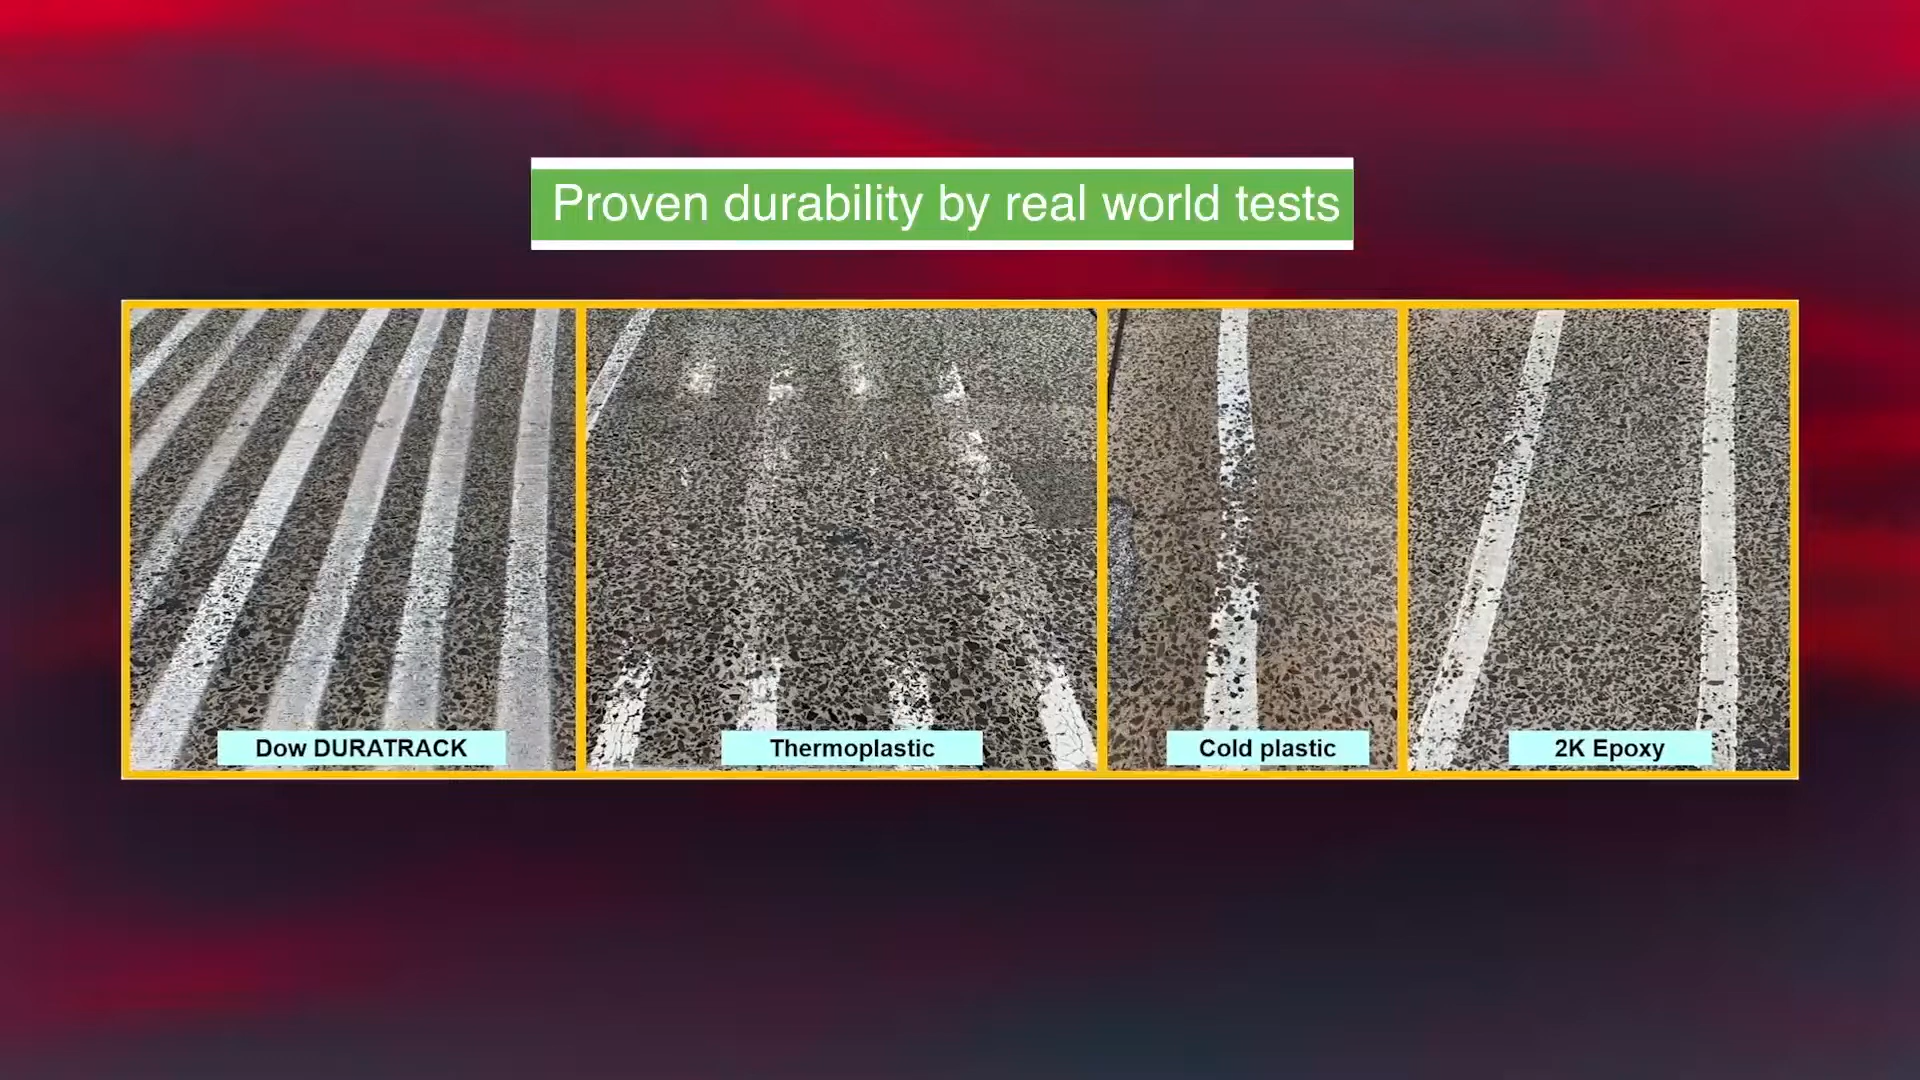 Proven durability by real world tests
Dow DURATRACK
Thermoplastic
Cold plastic
2K Epoxy